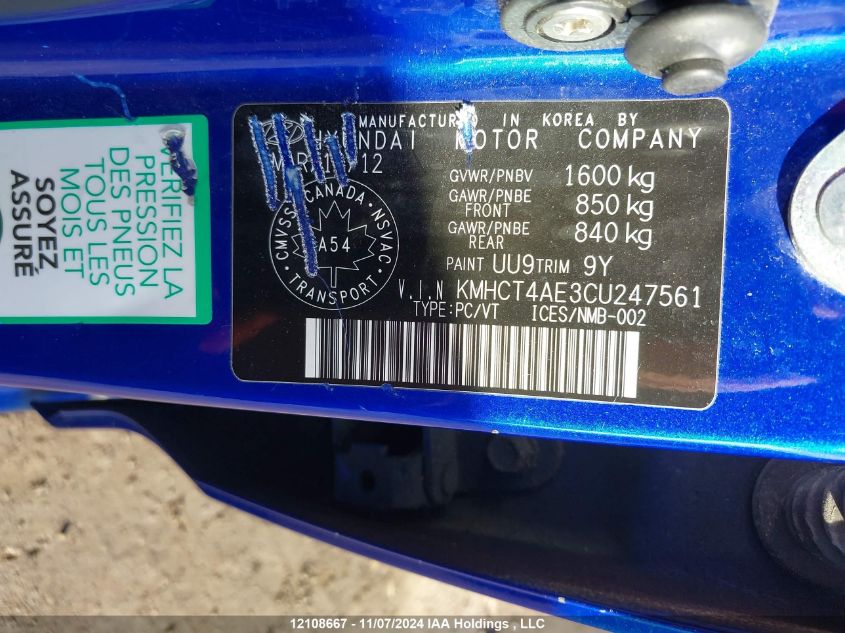 VÉRIFIEZ LA
PRESSION
DES PNEUS
TOUS LES
MOIS ET
SOYEZ
ASSURÉ
MANUFACTURED IN KOREA BY
HYUNDAI MOTOR COMPANY
12
GVWR/PNBV 1600 kg
GAWR/PNBE FRONT 850 kg
GAWR/PNBE REAR 840 kg
PAINT UU9 TRIM 9Y
V.I.N KMHCT4AE3CU247561
TYPE:PC/VT ICES/NMB-002
CANADA
CMVSS NSVAC
A54
TRANSPORT
12108667 - 11/07/2024 IAA Holdings, LLC